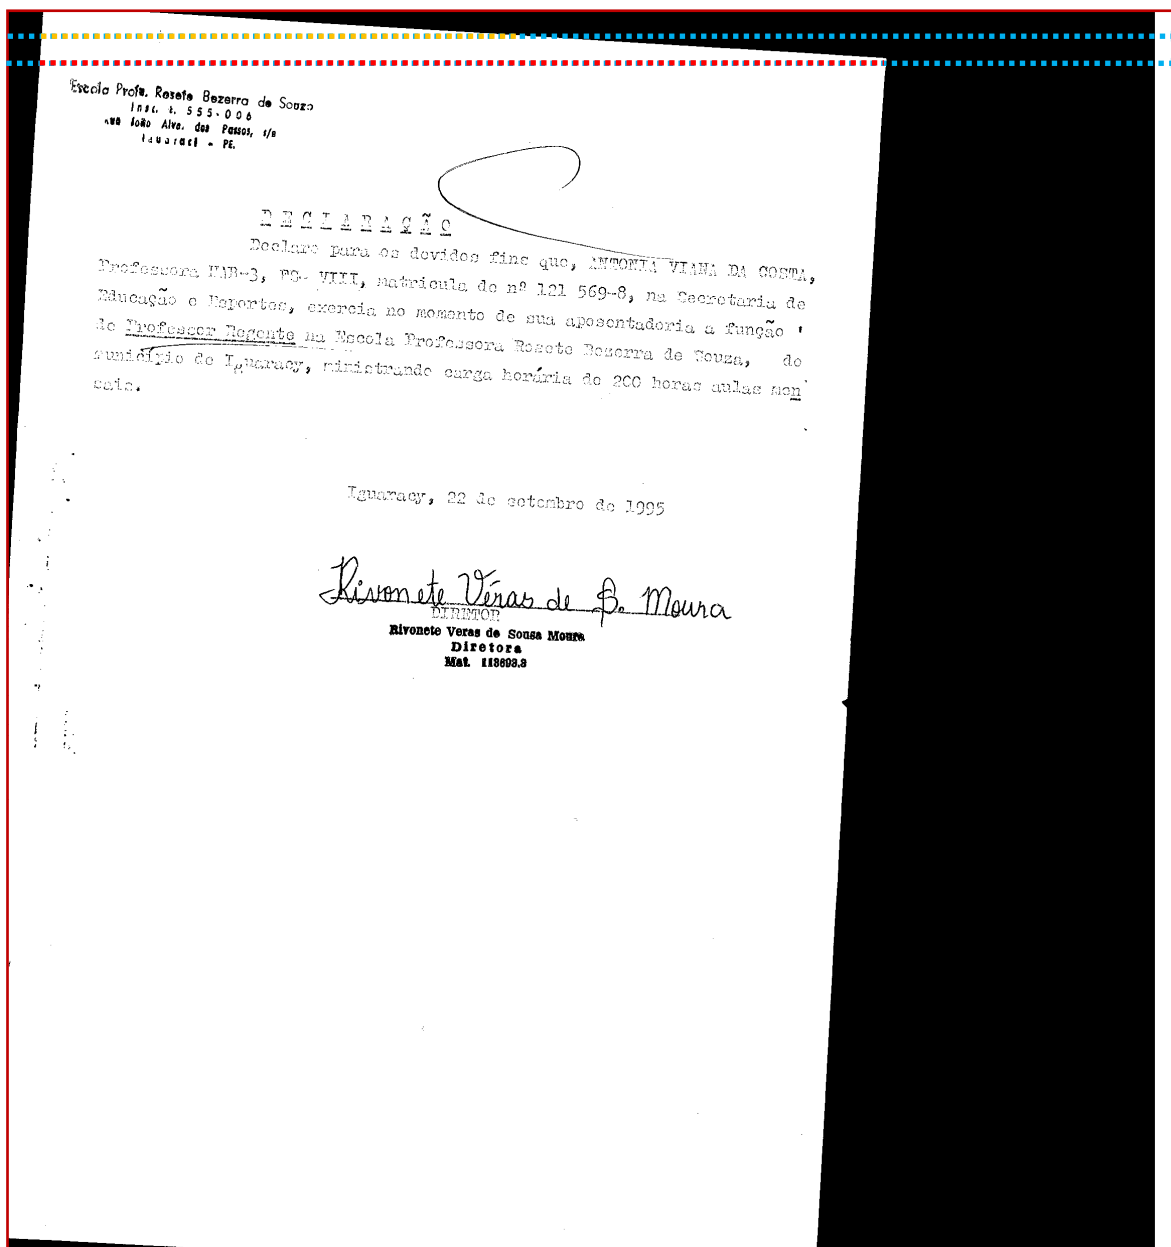 Escola Profa. Rosete Bezerra de Souza
Insc. E. 555-006
Rua João Alve. dos Passos, s/n
Iguaraci - PE.
DECLARAÇÃO
Declaro para os devidos fins que, ANTONIA VIANA DA COSTA,
Professora MAB-3, FS- VIII, matricula de nº 121 569-8, na Secretaria de
Educação e Esportes, exercia no momento de sua aposentadoria a função '
de Professor Regente na Escola Professora Rosete Bezerra de Souza, do
município de Iguaracy, ministrando carga horária de 200 horas aulas men
sais.
Iguaracy, 22 de setembro de 1995
Rivonete Véras de S. Moura
DIRETOR
Rivonete Veras de Sousa Moura
Diretora
Mat. 113693.3